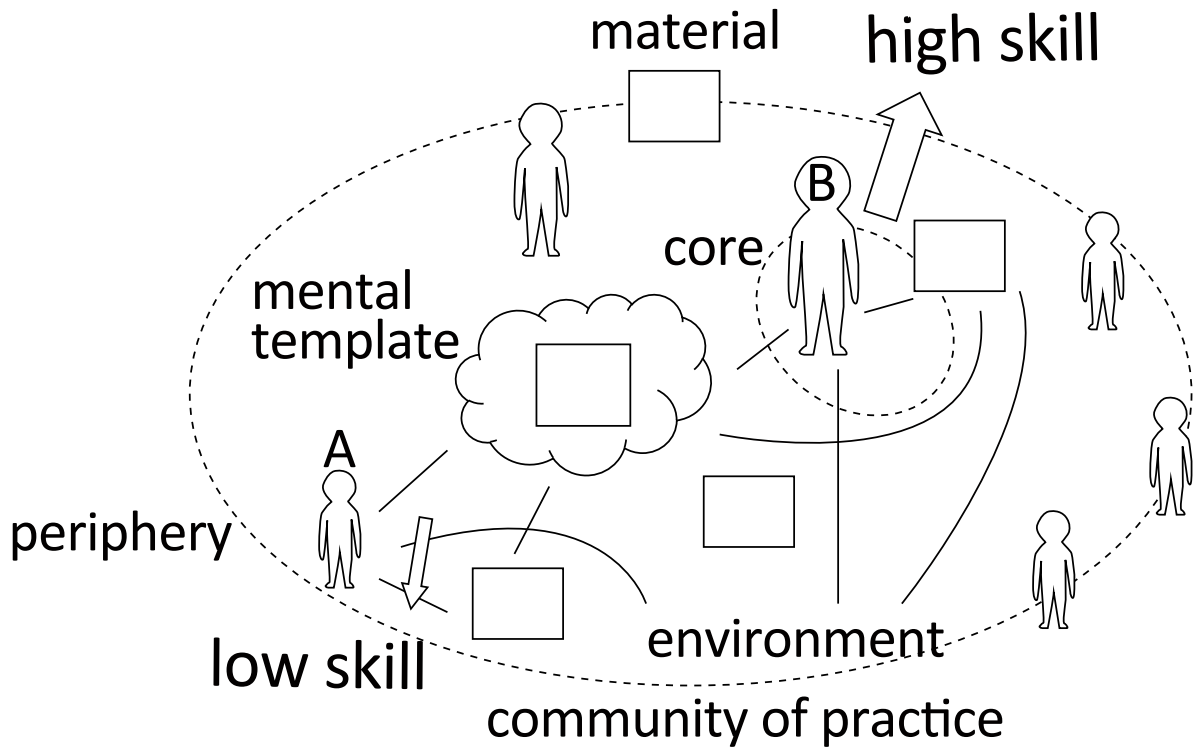 material
high skill
B
core
mental
template
A
periphery
low skill
environment
community of practice